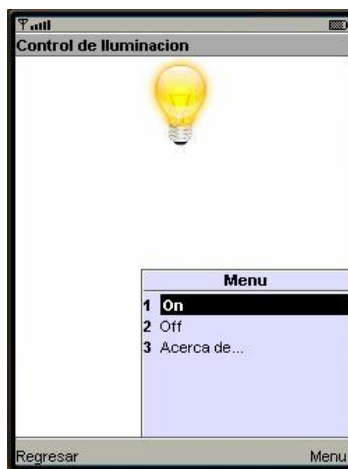 Control de Iluminacion
Menu
1 On
2 Off
3 Acerca de...
Regresar Menu